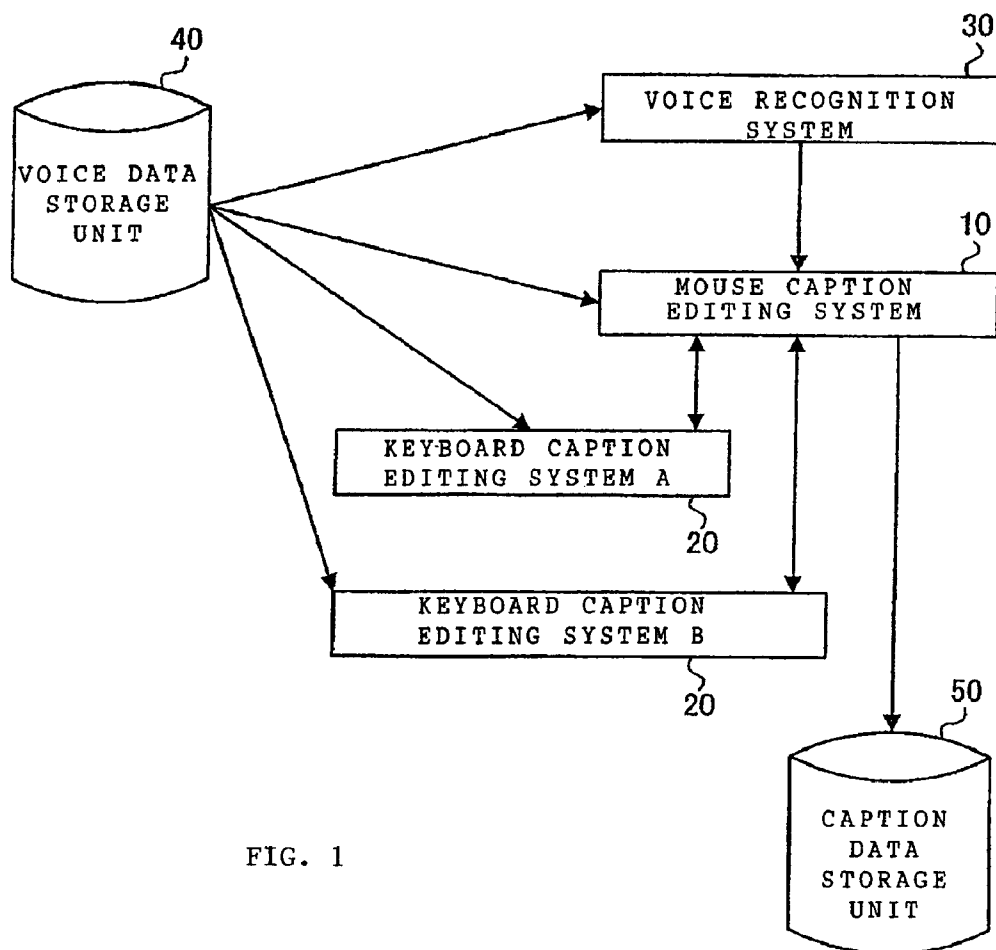 40
VOICE DATA
STORAGE
UNIT
30
VOICE RECOGNITION
SYSTEM
10
MOUSE CAPTION
EDITING SYSTEM
KEYBOARD CAPTION
EDITING SYSTEM A
20
KEYBOARD CAPTION
EDITING SYSTEM B
20
50
CAPTION
DATA
STORAGE
UNIT
FIG. 1